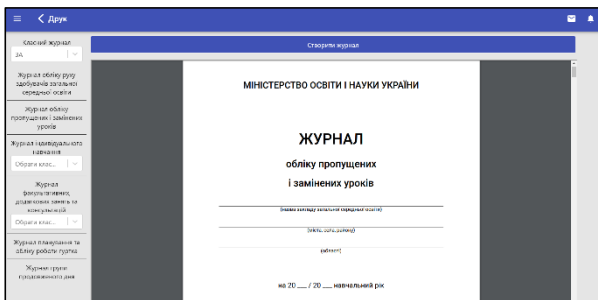 Друк
Класний журнал
3А
Журнал обліку руху
здобувачів загальної
середньої освіти
Журнал обліку
пропущених і замінених
уроків
Журнал індивідуального
навчання
Обрати клас...
Журнал
факультативних,
додаткових занять та
консультацій
Обрати клас...
Журнал планування та
обліку роботи гуртка
Журнал групи
продовженого дня
Створити журнал
МІНІСТЕРСТВО ОСВІТИ І НАУКИ УКРАЇНИ
ЖУРНАЛ
обліку пропущених
і замінених уроків
(назва закладу загальної середньої освіти)
(місто, село, району)
(області)
на 20 __ / 20 __ навчальний рік